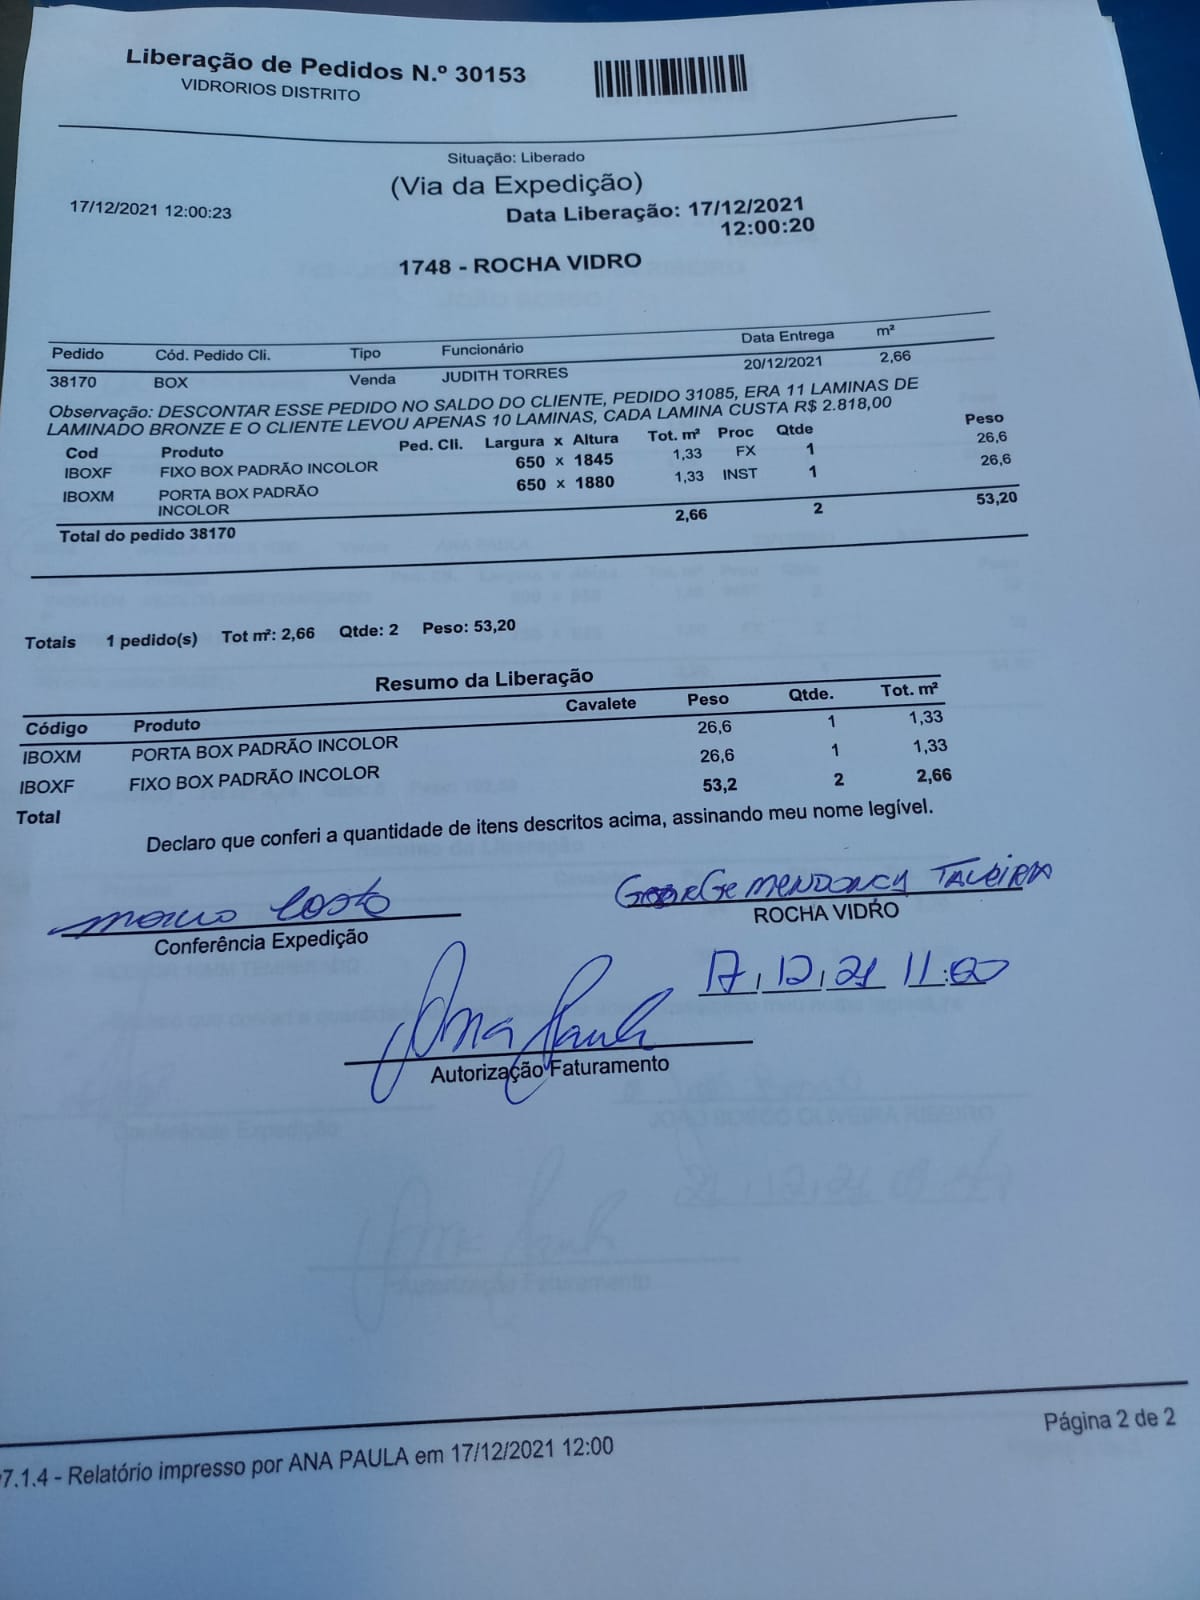 Liberação de Pedidos N.º 30153
VIDRORIOS DISTRITO
Situação: Liberado
(Via da Expedição)
17/12/2021 12:00:23
Data Liberação: 17/12/2021
12:00:20
1748 - ROCHA VIDRO
Pedido Cód. Pedido Cli. Tipo Funcionário Data Entrega m²
38170 BOX Venda JUDITH TORRES 20/12/2021 2,66
Observação: DESCONTAR ESSE PEDIDO NO SALDO DO CLIENTE, PEDIDO 31085, ERA 11 LAMINAS DE
LAMINADO BRONZE E O CLIENTE LEVOU APENAS 10 LAMINAS, CADA LAMINA CUSTA R$ 2.818,00
Cod Produto Ped. Cli. Largura x Altura Tot. m² Proc Qtde Peso
IBOXF FIXO BOX PADRÃO INCOLOR 650 x 1845 1,33 FX 1 26,6
IBOXM PORTA BOX PADRÃO 650 x 1880 1,33 INST 1 26,6
INCOLOR
Total do pedido 38170 2,66 2 53,20
Totais 1 pedido(s) Tot m²: 2,66 Qtde: 2 Peso: 53,20
Resumo da Liberação
Código Produto Cavalete Peso Qtde. Tot. m²
IBOXM PORTA BOX PADRÃO INCOLOR 26,6 1 1,33
IBOXF FIXO BOX PADRÃO INCOLOR 26,6 1 1,33
Total 53,2 2 2,66
Declaro que conferi a quantidade de itens descritos acima, assinando meu nome legível.
Costa
GEORGE MENDONCA TAVEIRA
Conferência Expedição
ROCHA VIDRO
17, 12, 21 11:00
Ana Paula
Autorização Faturamento
Página 2 de 2
v7.1.4 - Relatório impresso por ANA PAULA em 17/12/2021 12:00